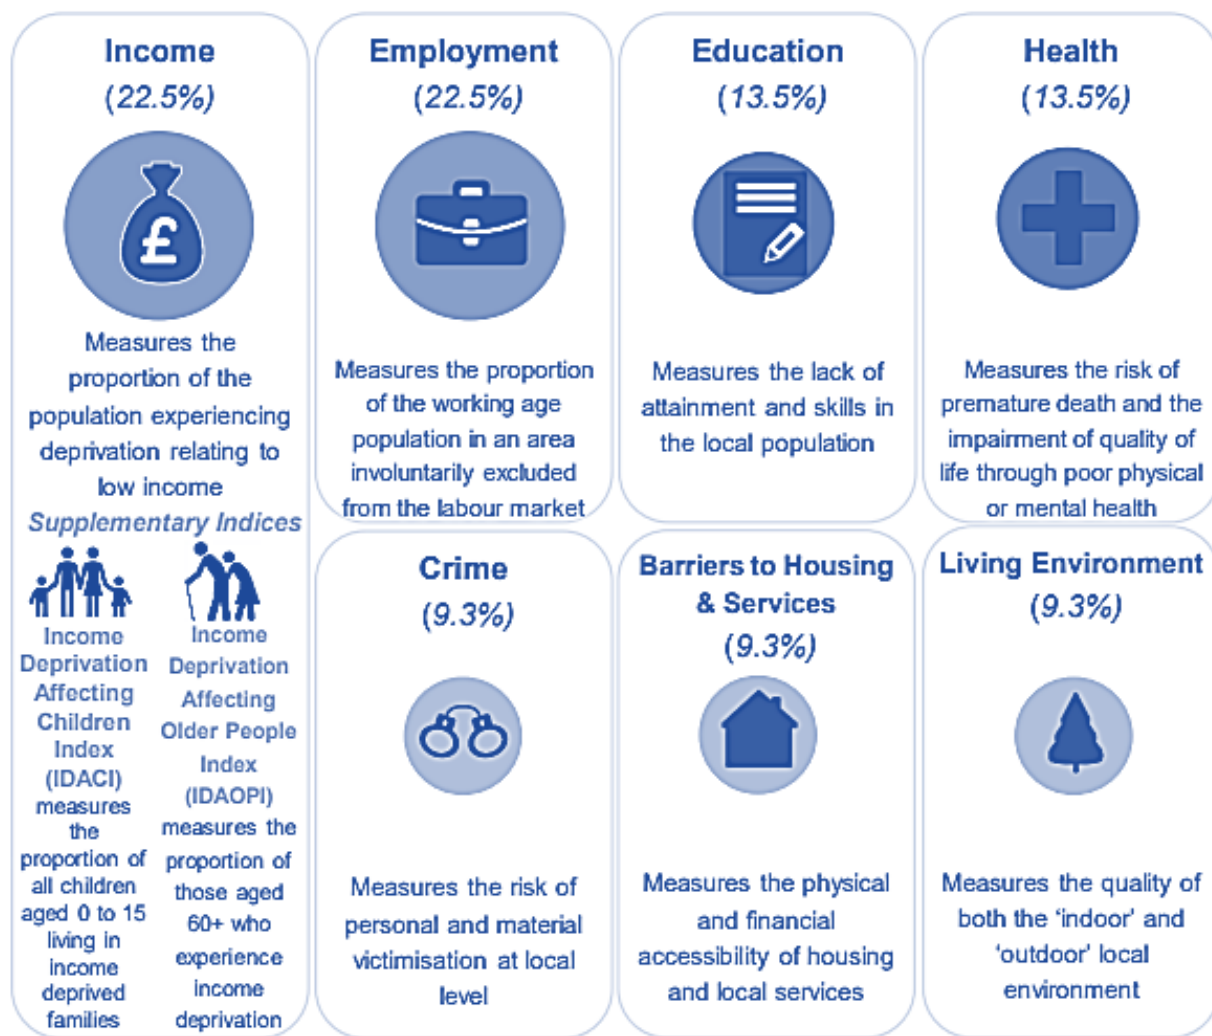 Income
(22.5%)
£
Measures the
proportion of the
population experiencing
deprivation relating to
low income
Supplementary Indices
Income
Deprivation
Affecting
Children
Index
(IDACI)
measures
the
proportion of
all children
aged 0 to 15
living in
income
deprived
families
Income
Deprivation
Affecting
Older People
Index
(IDAOPI)
measures the
proportion of
those aged
60+ who
experience
income
deprivation
Employment
(22.5%)
Measures the proportion
of the working age
population in an area
involuntarily excluded
from the labour market
Education
(13.5%)
Measures the lack of
attainment and skills in
the local population
Health
(13.5%)
Measures the risk of
premature death and the
impairment of quality of
life through poor physical
or mental health
Crime
(9.3%)
Measures the risk of
personal and material
victimisation at local
level
Barriers to Housing
& Services
(9.3%)
Measures the physical
and financial
accessibility of housing
and local services
Living Environment
(9.3%)
Measures the quality of
both the ‘indoor’ and
‘outdoor’ local
environment